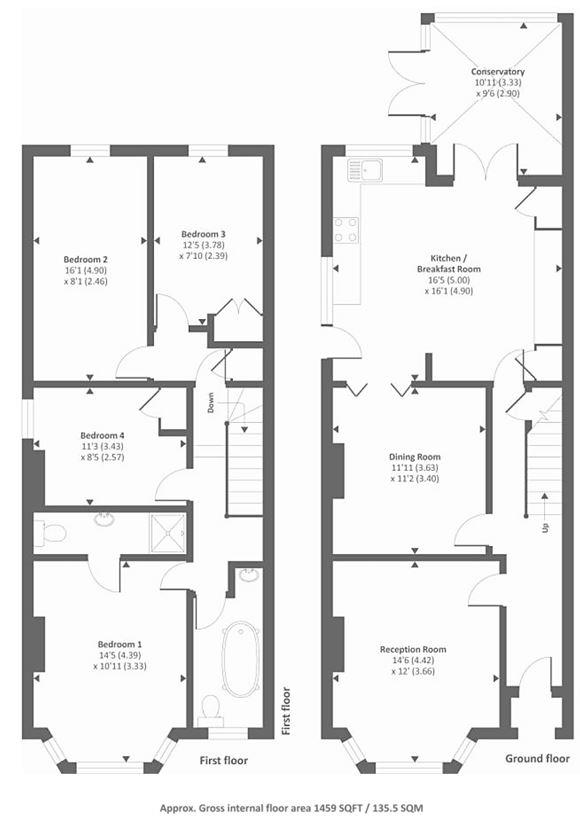 Conservatory
10'11 (3.33)
x 9'6 (2.90)
Bedroom 2
16'1 (4.90)
x 8'1 (2.46)
Bedroom 3
12'5 (3.78)
x 7'10 (2.39)
Kitchen /
Breakfast Room
16'5 (5.00)
x 16'1 (4.90)
Down
Bedroom 4
11'3 (3.43)
x 8'5 (2.57)
Dining Room
11'11 (3.63)
x 11'2 (3.40)
Up
Bedroom 1
14'5 (4.39)
x 10'11 (3.33)
Reception Room
14'6 (4.42)
x 12' (3.66)
First floor
First floor
Ground floor
Approx. Gross internal floor area 1459 SQFT / 135.5 SQM